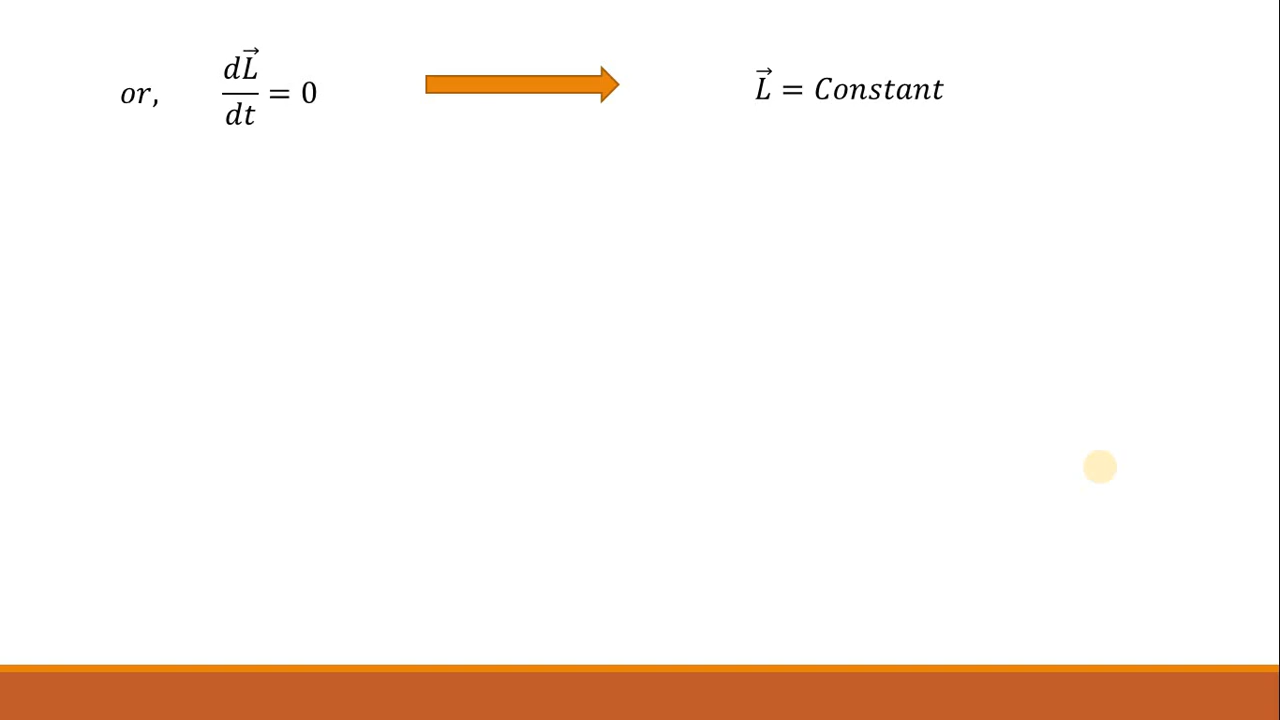 or, dL⃗/dt = 0 L⃗ = Constant